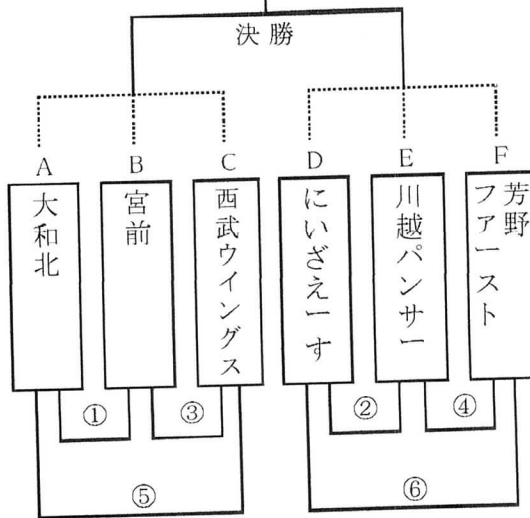 決勝
A B C D E F
大和北
宮前
西武ウイングス
にいざえーす
川越パンサー
芳野
ファースト
① ③ ② ④
⑤ ⑥